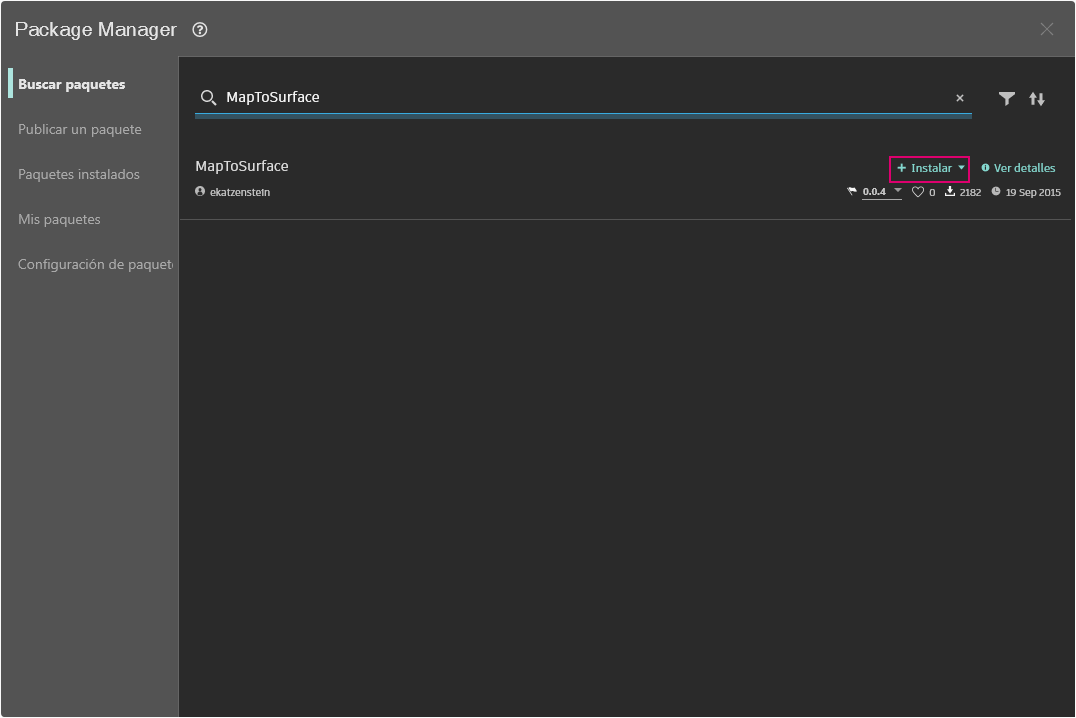 Package Manager
Buscar paquetes
Publicar un paquete
Paquetes instalados
Mis paquetes
Configuración de paquete
MapToSurface
MapToSurface
+ Instalar
Ver detalles
ekatzenstein
0.0.4
0
2182
19 Sep 2015